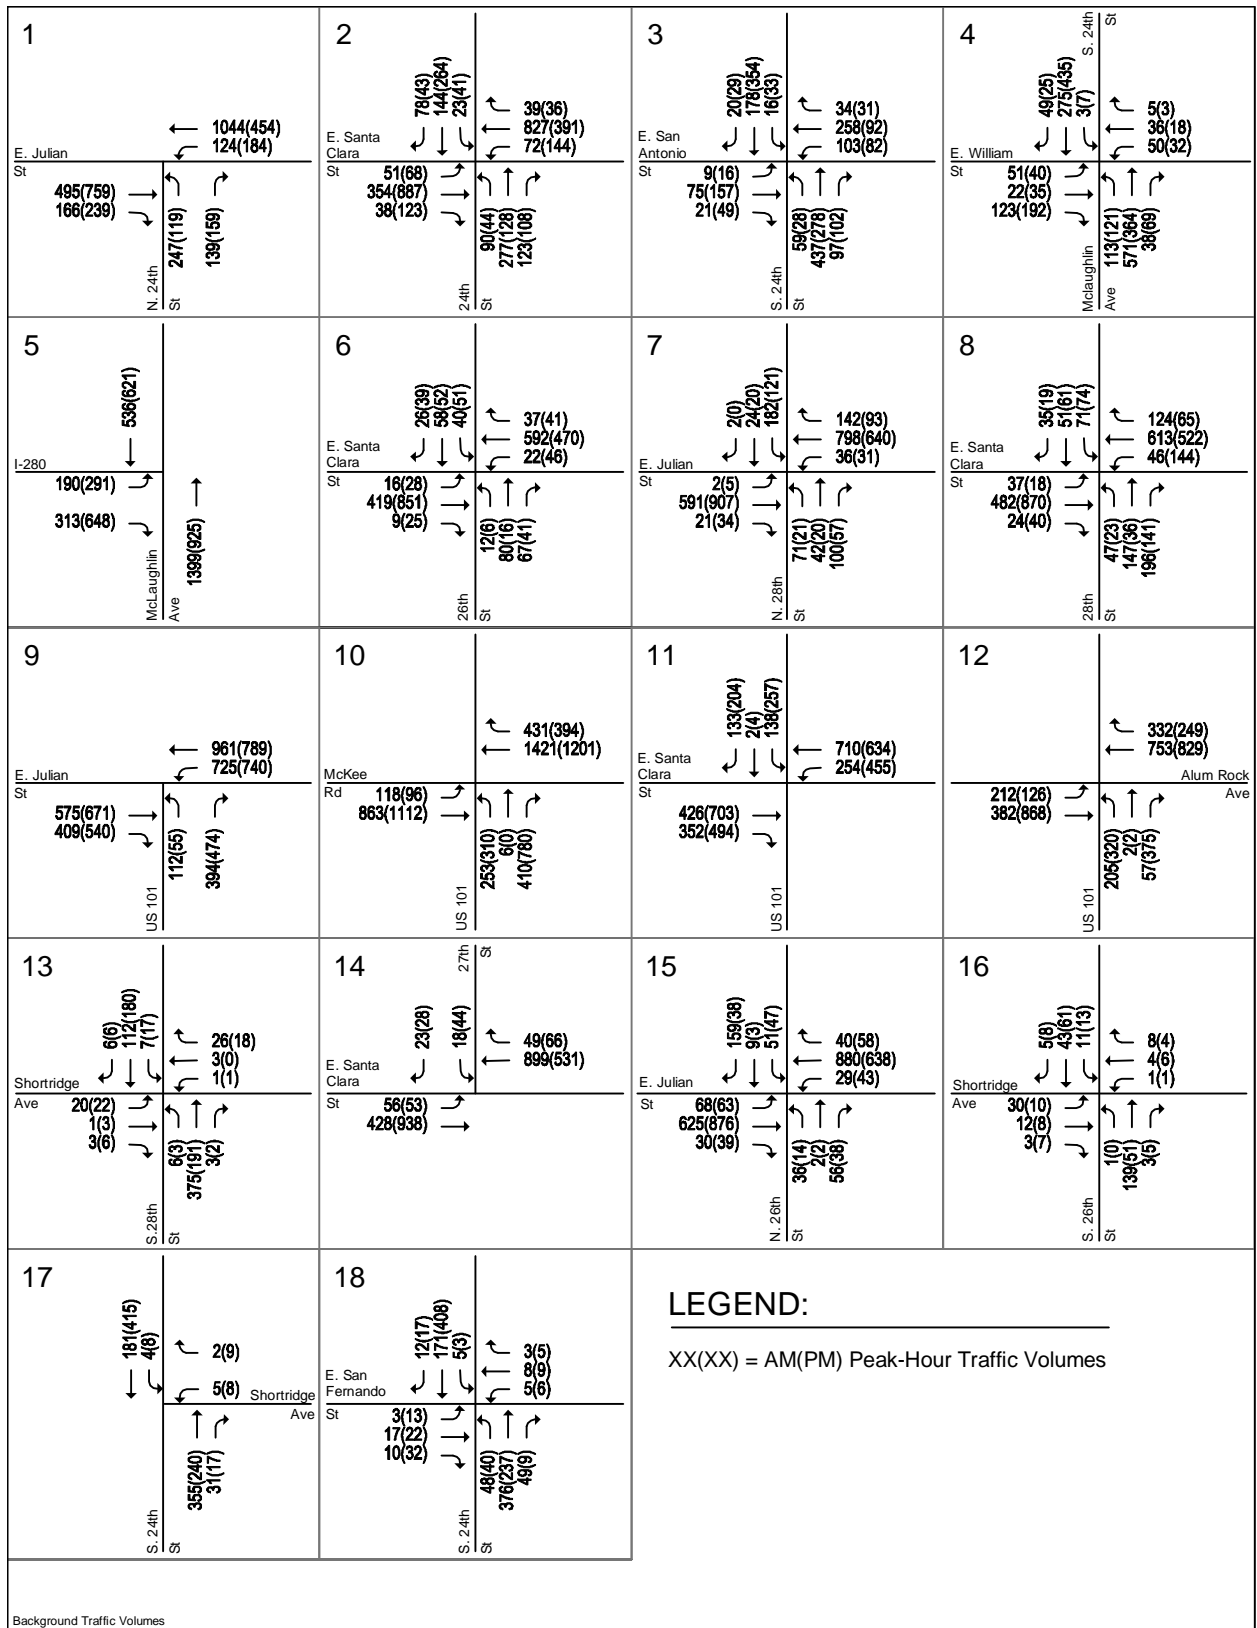 1
1044(454)
124(184)
E. Julian
St
495(759)
166(239)
247(119)
139(159)
N. 24th
St
2
78(43)
144(264)
23(41)
39(36)
827(391)
72(144)
E. Santa
Clara
St
51(68)
354(887)
38(123)
90(44)
277(128)
123(108)
24th
St
3
20(29)
178(354)
16(33)
34(31)
258(92)
103(82)
E. San
Antonio
St
9(16)
75(157)
21(49)
59(28)
437(278)
97(102)
S. 24th
St
4
S. 24th
St
49(25)
275(435)
3(7)
5(3)
36(18)
50(32)
E. William
St
51(40)
22(35)
123(192)
113(121)
571(364)
38(69)
Mclaughlin
Ave
5
536(621)
I-280
190(291)
313(648)
1399(925)
McLaughlin
Ave
6
26(39)
58(52)
40(51)
37(41)
592(470)
22(46)
E. Santa
Clara
St
16(28)
419(851)
9(25)
12(6)
80(16)
67(41)
26th
St
7
2(0)
24(20)
182(121)
142(93)
798(640)
36(31)
E. Julian
St
2(5)
591(907)
21(34)
71(21)
42(20)
100(57)
N. 28th
St
8
35(19)
51(61)
71(74)
124(65)
613(522)
46(144)
E. Santa
Clara
St
37(18)
482(870)
24(40)
47(23)
147(36)
196(141)
28th
St
9
961(789)
725(740)
E. Julian
St
575(671)
409(540)
112(55)
394(474)
US 101
10
431(394)
1421(1201)
McKee
Rd
118(96)
863(1112)
253(310)
6(0)
410(780)
US 101
11
133(204)
2(4)
138(257)
710(634)
254(455)
E. Santa
Clara
St
426(703)
352(494)
US 101
12
332(249)
753(829)
Alum Rock
Ave
212(126)
382(868)
205(320)
2(2)
57(375)
US 101
13
6(6)
112(180)
7(17)
26(18)
3(0)
1(1)
Shortridge
Ave
20(22)
1(3)
3(6)
6(3)
375(191)
3(2)
S.28th
St
14
27th
St
23(28)
18(44)
49(66)
899(531)
E. Santa
Clara
St
56(53)
428(938)
15
159(38)
9(3)
51(47)
40(58)
880(638)
29(43)
E. Julian
St
68(63)
625(876)
30(39)
36(14)
2(2)
56(38)
N. 26th
St
16
5(8)
43(61)
11(13)
8(4)
4(6)
1(1)
Shortridge
Ave
30(10)
12(8)
3(7)
1(0)
139(51)
3(5)
S. 26th
St
17
181(415)
4(8)
2(9)
5(8)
Shortridge
Ave
355(240)
31(17)
S. 24th
St
18
12(17)
171(408)
5(3)
3(5)
8(9)
5(6)
E. San
Fernando
St
3(13)
17(22)
10(32)
48(40)
376(237)
49(9)
S. 24th
St
LEGEND:
XX(XX) = AM(PM) Peak-Hour Traffic Volumes
Background Traffic Volumes